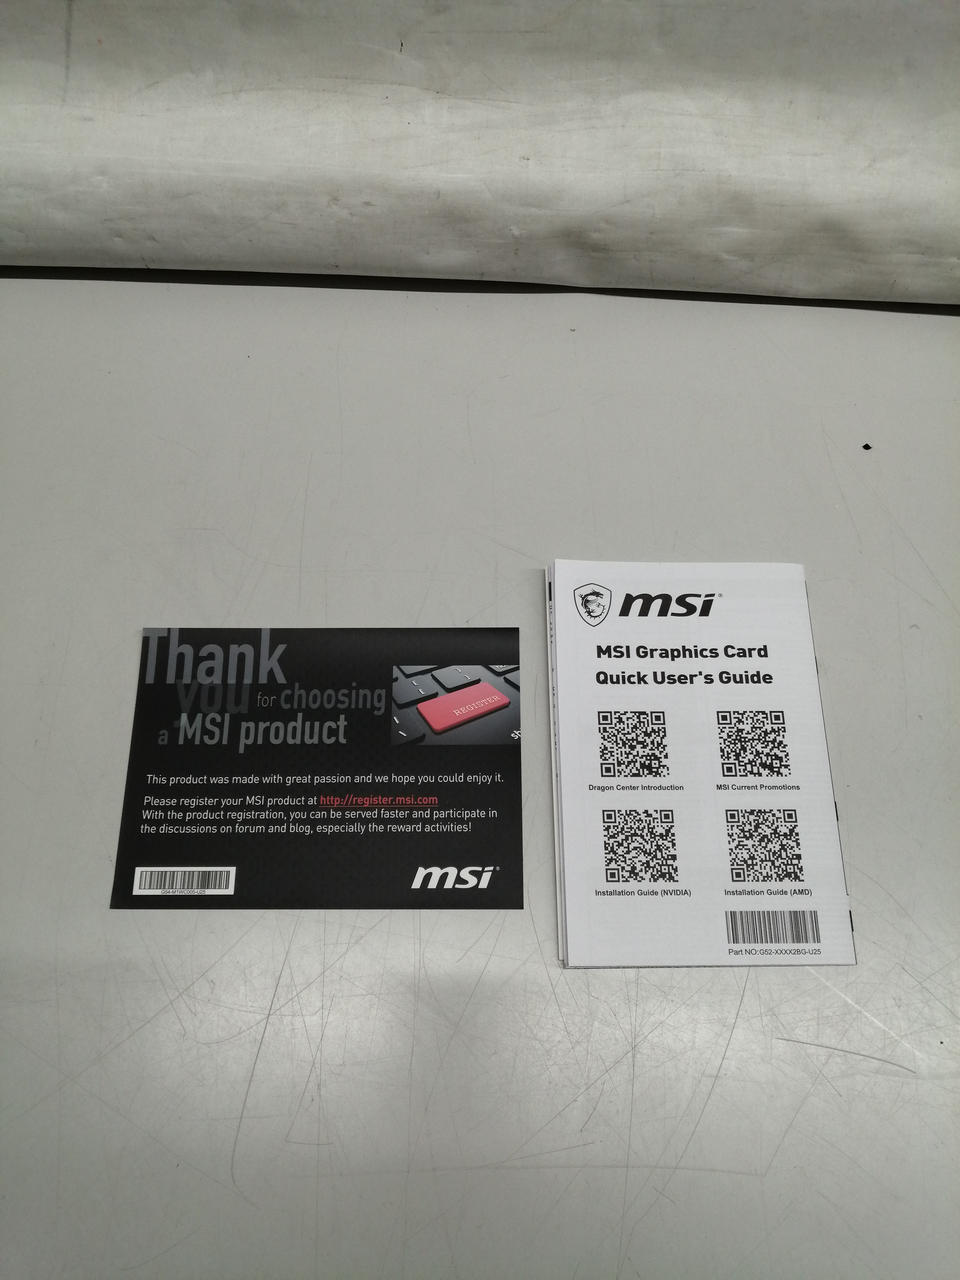 Thank
you for choosing
a MSI product
REGISTER
This product was made with great passion and we hope you could enjoy it.
Please register your MSI product at http://register.msi.com
With the product registration, you can be served faster and participate in
the discussions on forum and blog, especially the reward activities!
msi
msi
MSI Graphics Card
Quick User's Guide
Dragon Center Introduction
MSI Current Promotions
Installation Guide (NVIDIA)
Installation Guide (AMD)
Part NO:G52-XXXX2BG-U25